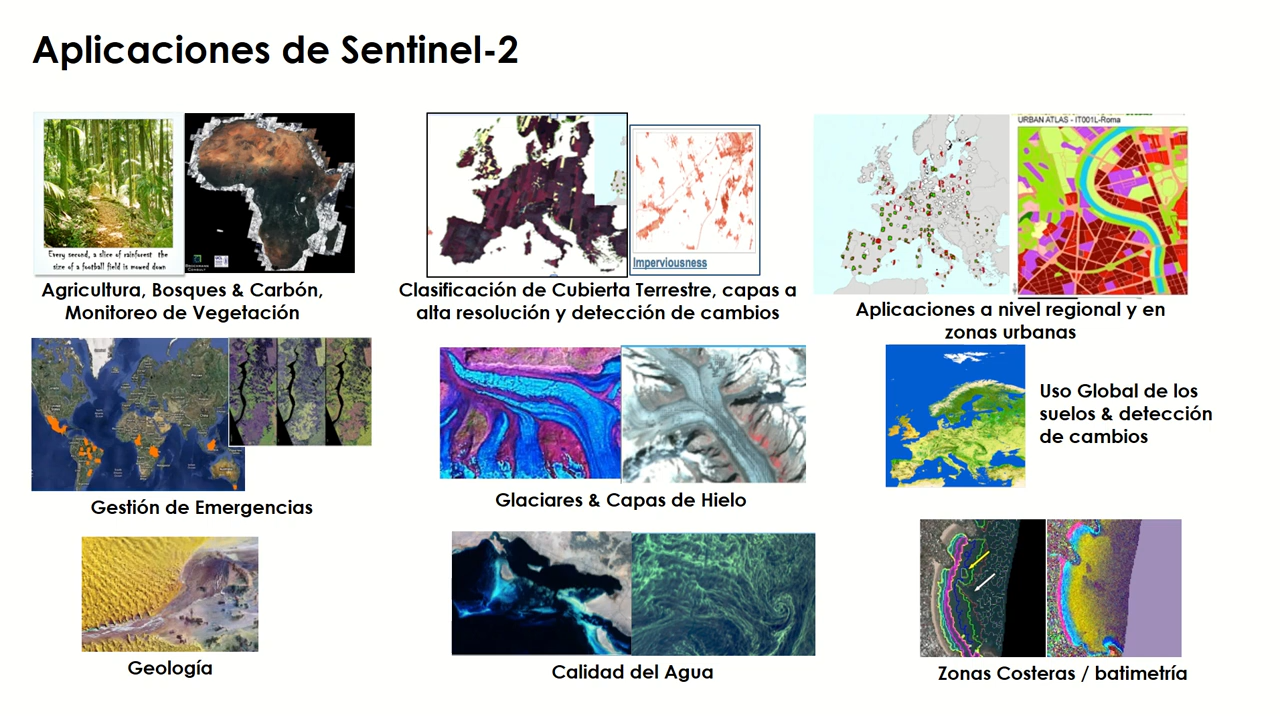 Aplicaciones de Sentinel-2
Every second, a slice of rainforest the
size of a football field is mowed down
Agricultura, Bosques & Carbón,
Monitoreo de Vegetación
Imperviousness
Clasificación de Cubierta Terrestre, capas a
alta resolución y detección de cambios
URBAN ATLAS - IT001L-Roma
Aplicaciones a nivel regional y en
zonas urbanas
Gestión de Emergencias
Glaciares & Capas de Hielo
Uso Global de los
suelos & detección
de cambios
Geología
Calidad del Agua
Zonas Costeras / batimetría